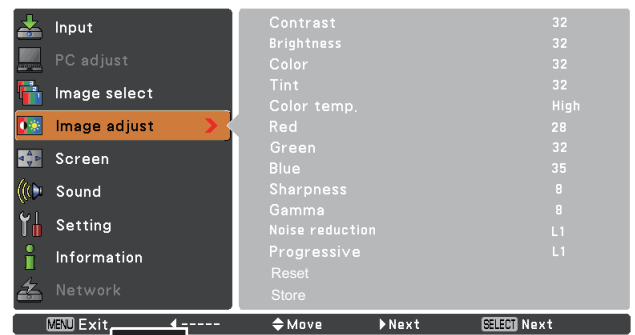 Input
PC adjust
Image select
Image adjust
Screen
Sound
Setting
Information
Network
Contrast 32
Brightness 32
Color 32
Tint 32
Color temp. High
Red 28
Green 32
Blue 35
Sharpness 8
Gamma 8
Noise reduction L1
Progressive L1
Reset
Store
MENU Exit ◀ ----- Move ▶Next SELECT Next